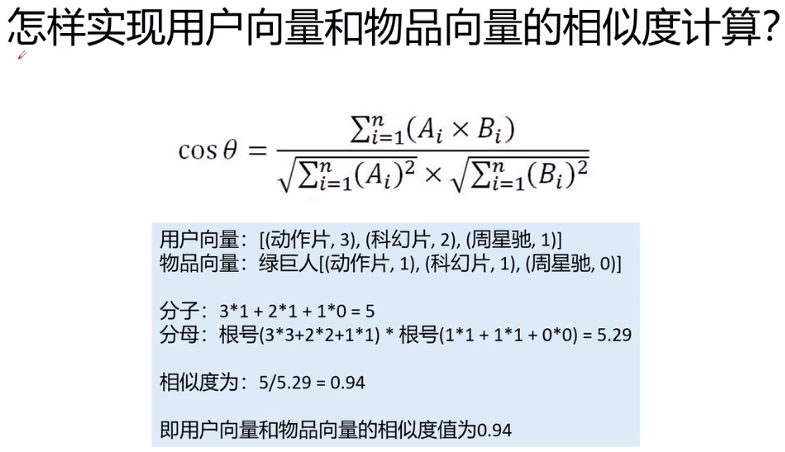 怎样实现用户向量和物品向量的相似度计算?
cos θ = \frac{\sum_{i=1}^{n}(A_i × B_i)}{\sqrt{\sum_{i=1}^{n}(A_i)^2} × \sqrt{\sum_{i=1}^{n}(B_i)^2}}
用户向量：[(动作片, 3), (科幻片, 2), (周星驰, 1)]
物品向量：绿巨人[(动作片, 1), (科幻片, 1), (周星驰, 0)]
分子：3*1 + 2*1 + 1*0 = 5
分母：根号(3*3+2*2+1*1) * 根号(1*1 + 1*1 + 0*0) = 5.29
相似度为：5/5.29 = 0.94
即用户向量和物品向量的相似度值为0.94